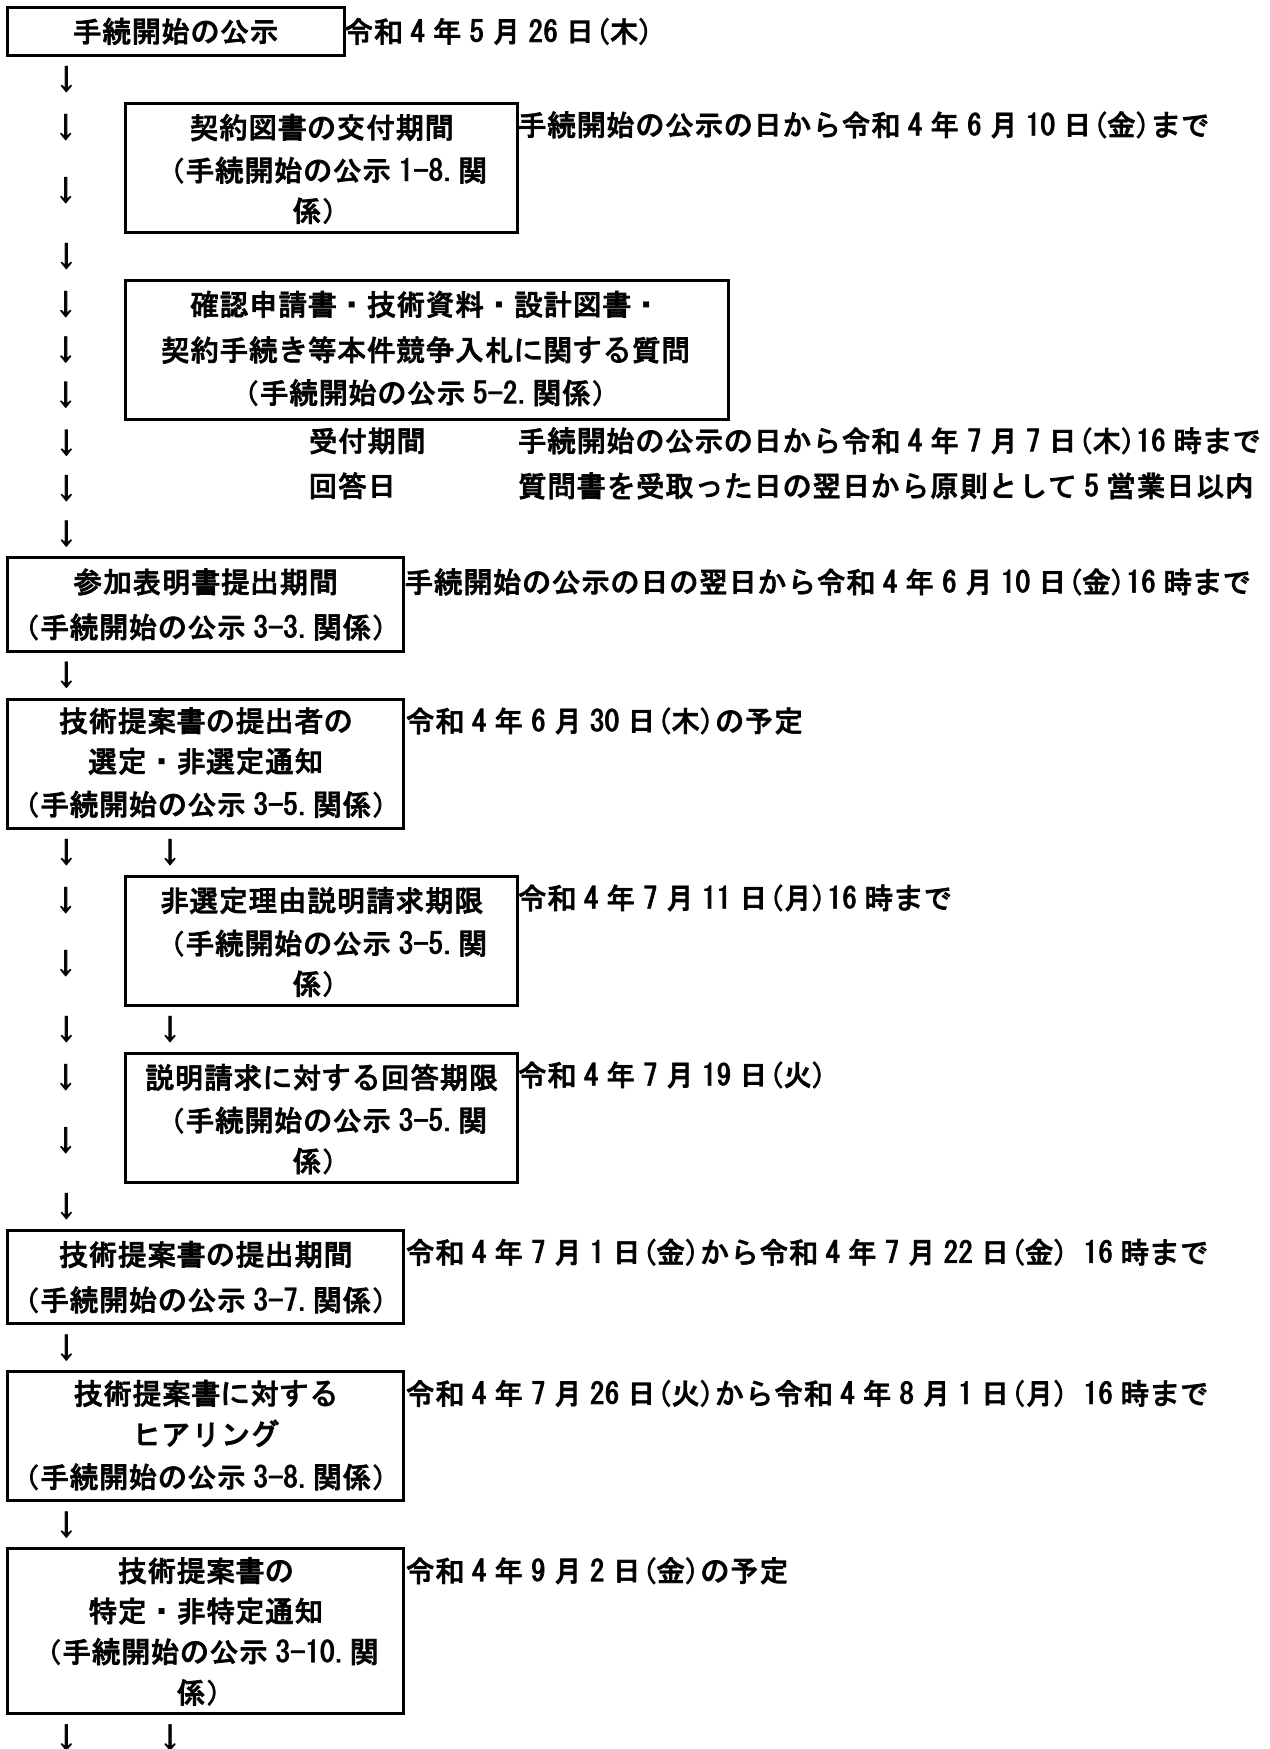 手続開始の公示 令和4年5月26日(木)
↓
↓ 契約図書の交付期間 手続開始の公示の日から令和4年6月10日(金)まで
(手続開始の公示1-8.関
↓
係)
↓
↓ 確認申請書・技術資料・設計図書・
↓ 契約手続き等本件競争入札に関する質問
↓ (手続開始の公示5-2.関係)
↓ 受付期間 手続開始の公示の日から令和4年7月7日(木)16時まで
↓ 回答日 質問書を受取った日の翌日から原則として5営業日以内
↓
参加表明書提出期間 手続開始の公示の日の翌日から令和4年6月10日(金)16時まで
(手続開始の公示3-3.関係)
↓
技術提案書の提出者の 令和4年6月30日(木)の予定
選定・非選定通知
(手続開始の公示3-5.関係)
↓ ↓
↓ 非選定理由説明請求期限 令和4年7月11日(月)16時まで
(手続開始の公示3-5.関
↓
係)
↓ ↓
↓ 説明請求に対する回答期限 令和4年7月19日(火)
(手続開始の公示3-5.関
↓
係)
↓
技術提案書の提出期間 令和4年7月1日(金)から令和4年7月22日(金) 16時まで
(手続開始の公示3-7.関係)
↓
技術提案書に対する 令和4年7月26日(火)から令和4年8月1日(月) 16時まで
ヒアリング
(手続開始の公示3-8.関係)
↓
技術提案書の 令和4年9月2日(金)の予定
特定・非特定通知
(手続開始の公示3-10.関
係)
↓ ↓